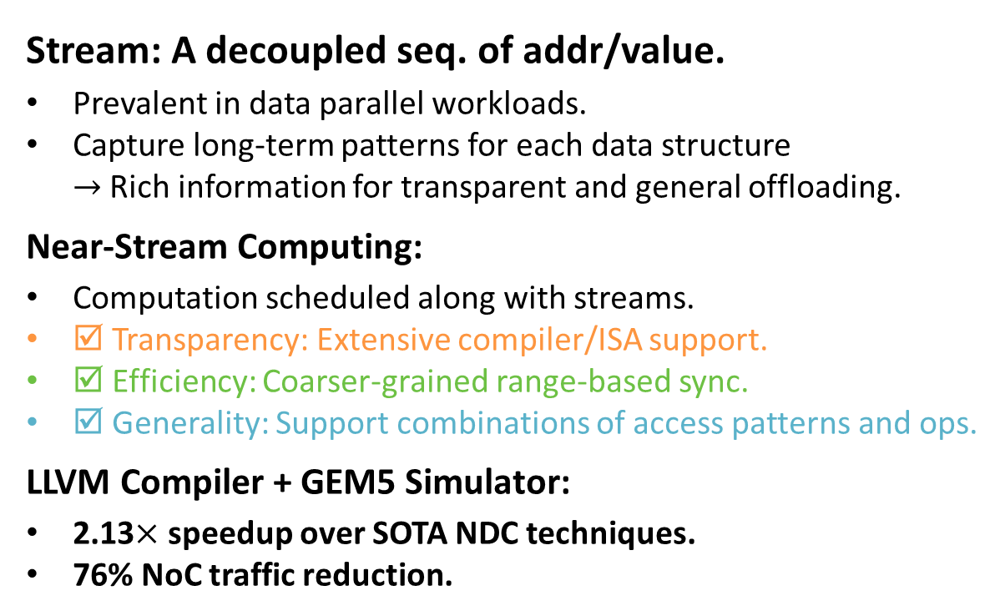 Stream: A decoupled seq. of addr/value.
• Prevalent in data parallel workloads.
• Capture long-term patterns for each data structure
→ Rich information for transparent and general offloading.
Near-Stream Computing:
• Computation scheduled along with streams.
• ☑ Transparency: Extensive compiler/ISA support.
• ☑ Efficiency: Coarser-grained range-based sync.
• ☑ Generality: Support combinations of access patterns and ops.
LLVM Compiler + GEM5 Simulator:
• 2.13× speedup over SOTA NDC techniques.
• 76% NoC traffic reduction.